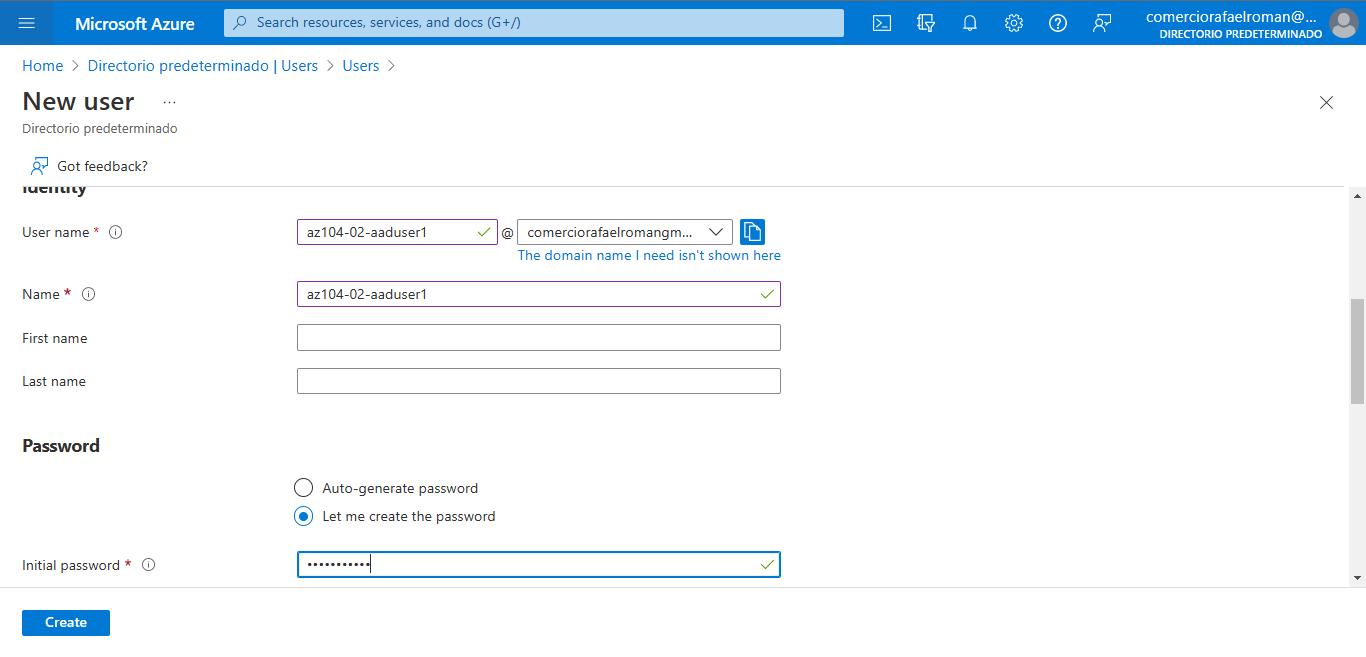 Microsoft Azure
Search resources, services, and docs (G+/)
comerciorafaelroman@...
DIRECTORIO PREDETERMINADO
Home > Directorio predeterminado | Users > Users >
New user ...
Directorio predeterminado
Got feedback?
Identity
User name * az104-02-aaduser1 @ comerciorafaelromangm...
The domain name I need isn't shown here
Name * az104-02-aaduser1
First name
Last name
Password
Auto-generate password
Let me create the password
Initial password * •••••••••••
Create